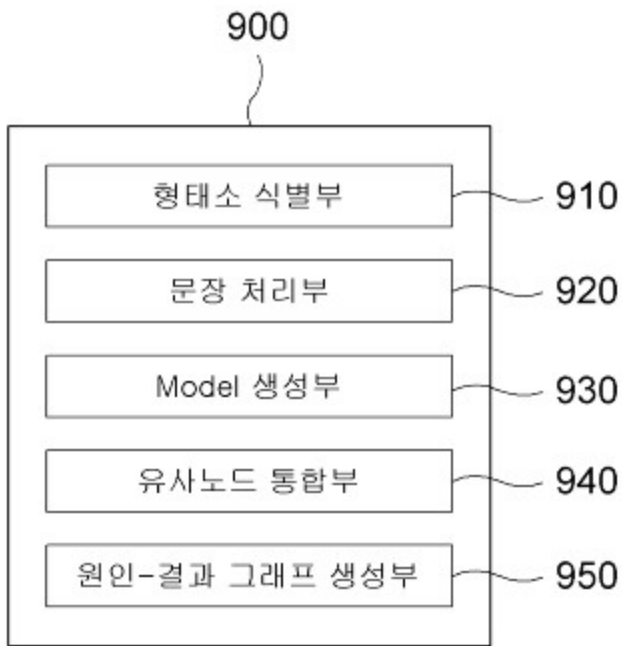 900
형태소 식별부 910
문장 처리부 920
Model 생성부 930
유사노드 통합부 940
원인-결과 그래프 생성부 950